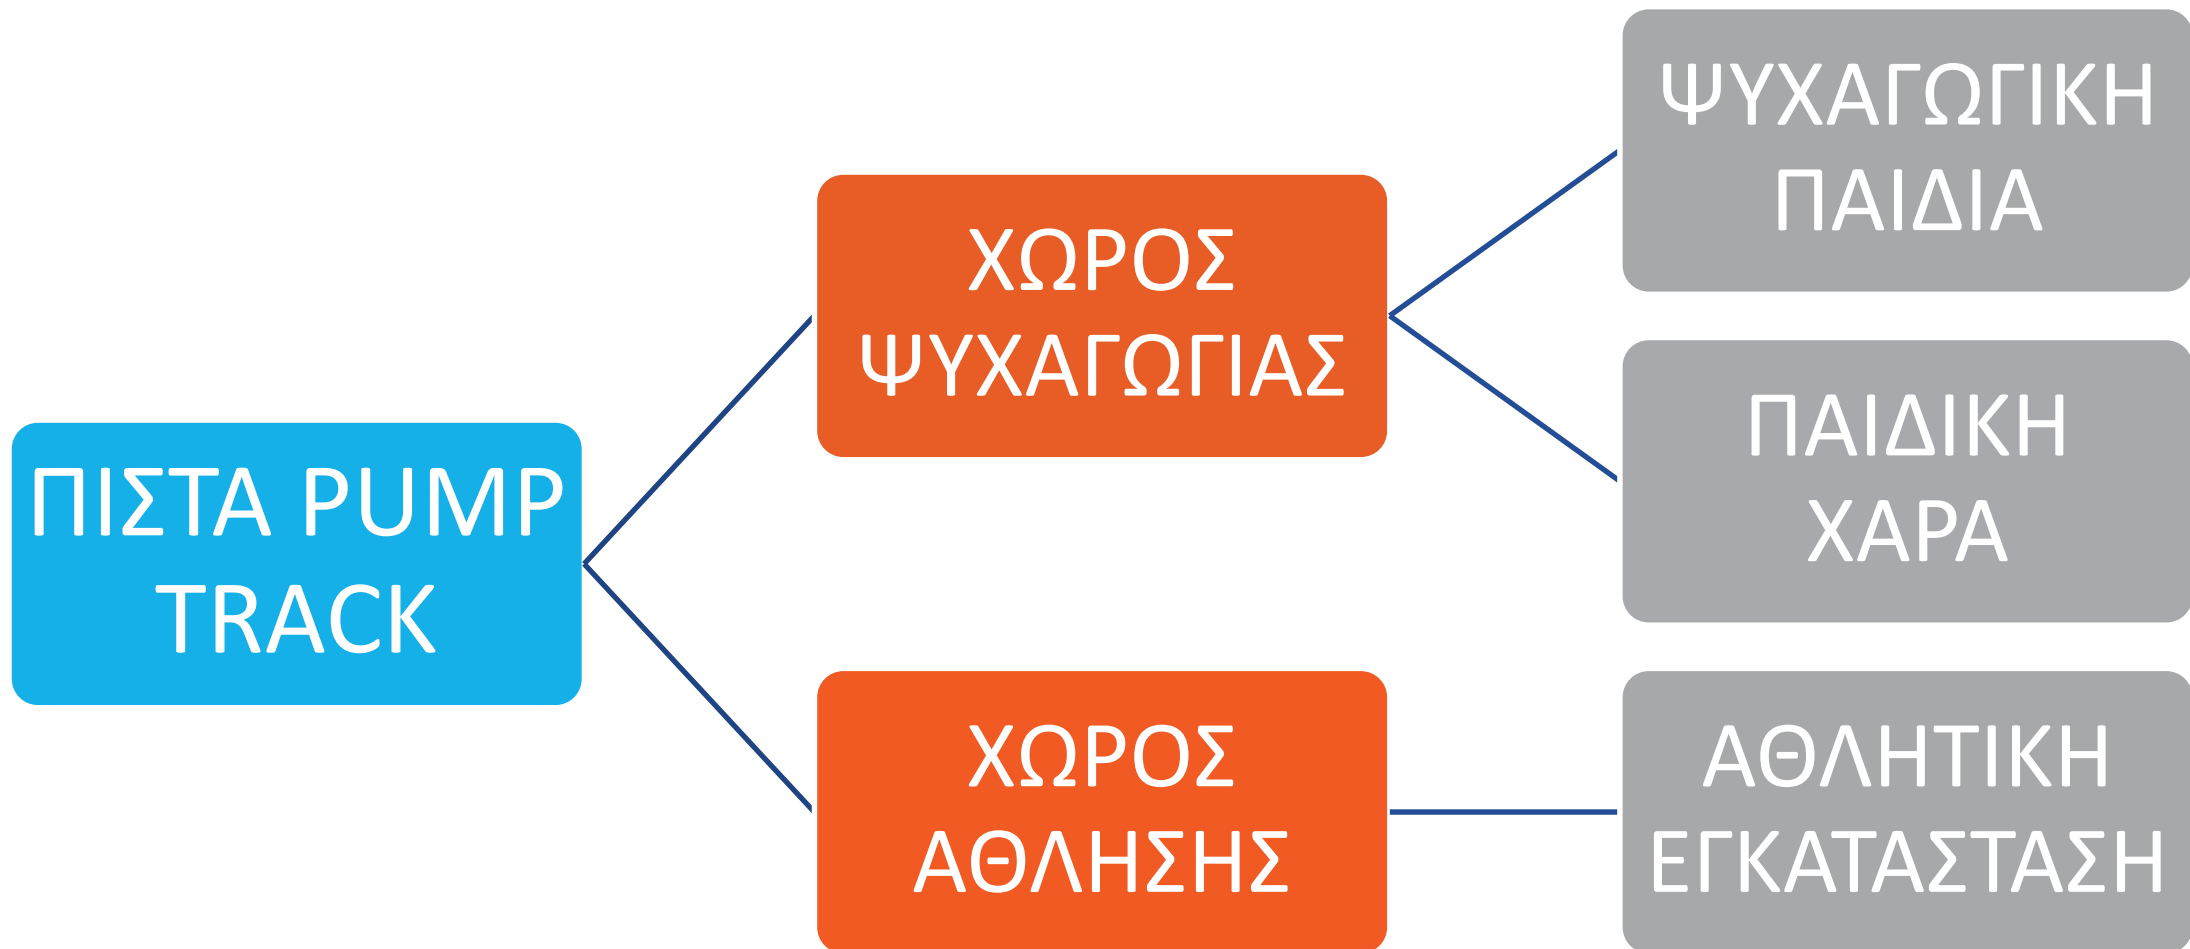 ΠΙΣΤΑ PUMP
TRACK
ΧΩΡΟΣ
ΨΥΧΑΓΩΓΙΑΣ
ΧΩΡΟΣ
ΑΘΛΗΣΗΣ
ΨΥΧΑΓΩΓΙΚΗ
ΠΑΙΔΙΑ
ΠΑΙΔΙΚΗ
ΧΑΡΑ
ΑΘΛΗΤΙΚΗ
ΕΓΚΑΤΑΣΤΑΣΗ